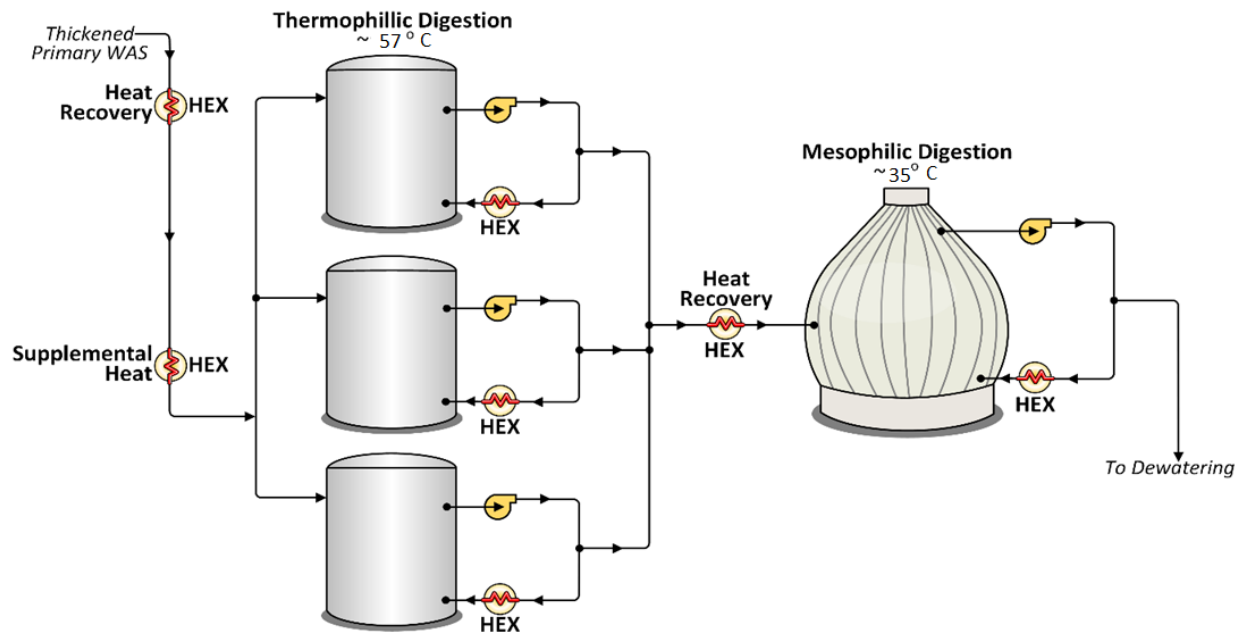 Thermophillic Digestion
~ 57 o C
Thickened
Primary WAS
Heat
Recovery
HEX
HEX
Mesophilic Digestion
~35o C
Heat
Recovery
HEX
Supplemental
Heat
HEX
HEX
HEX
To Dewatering
HEX